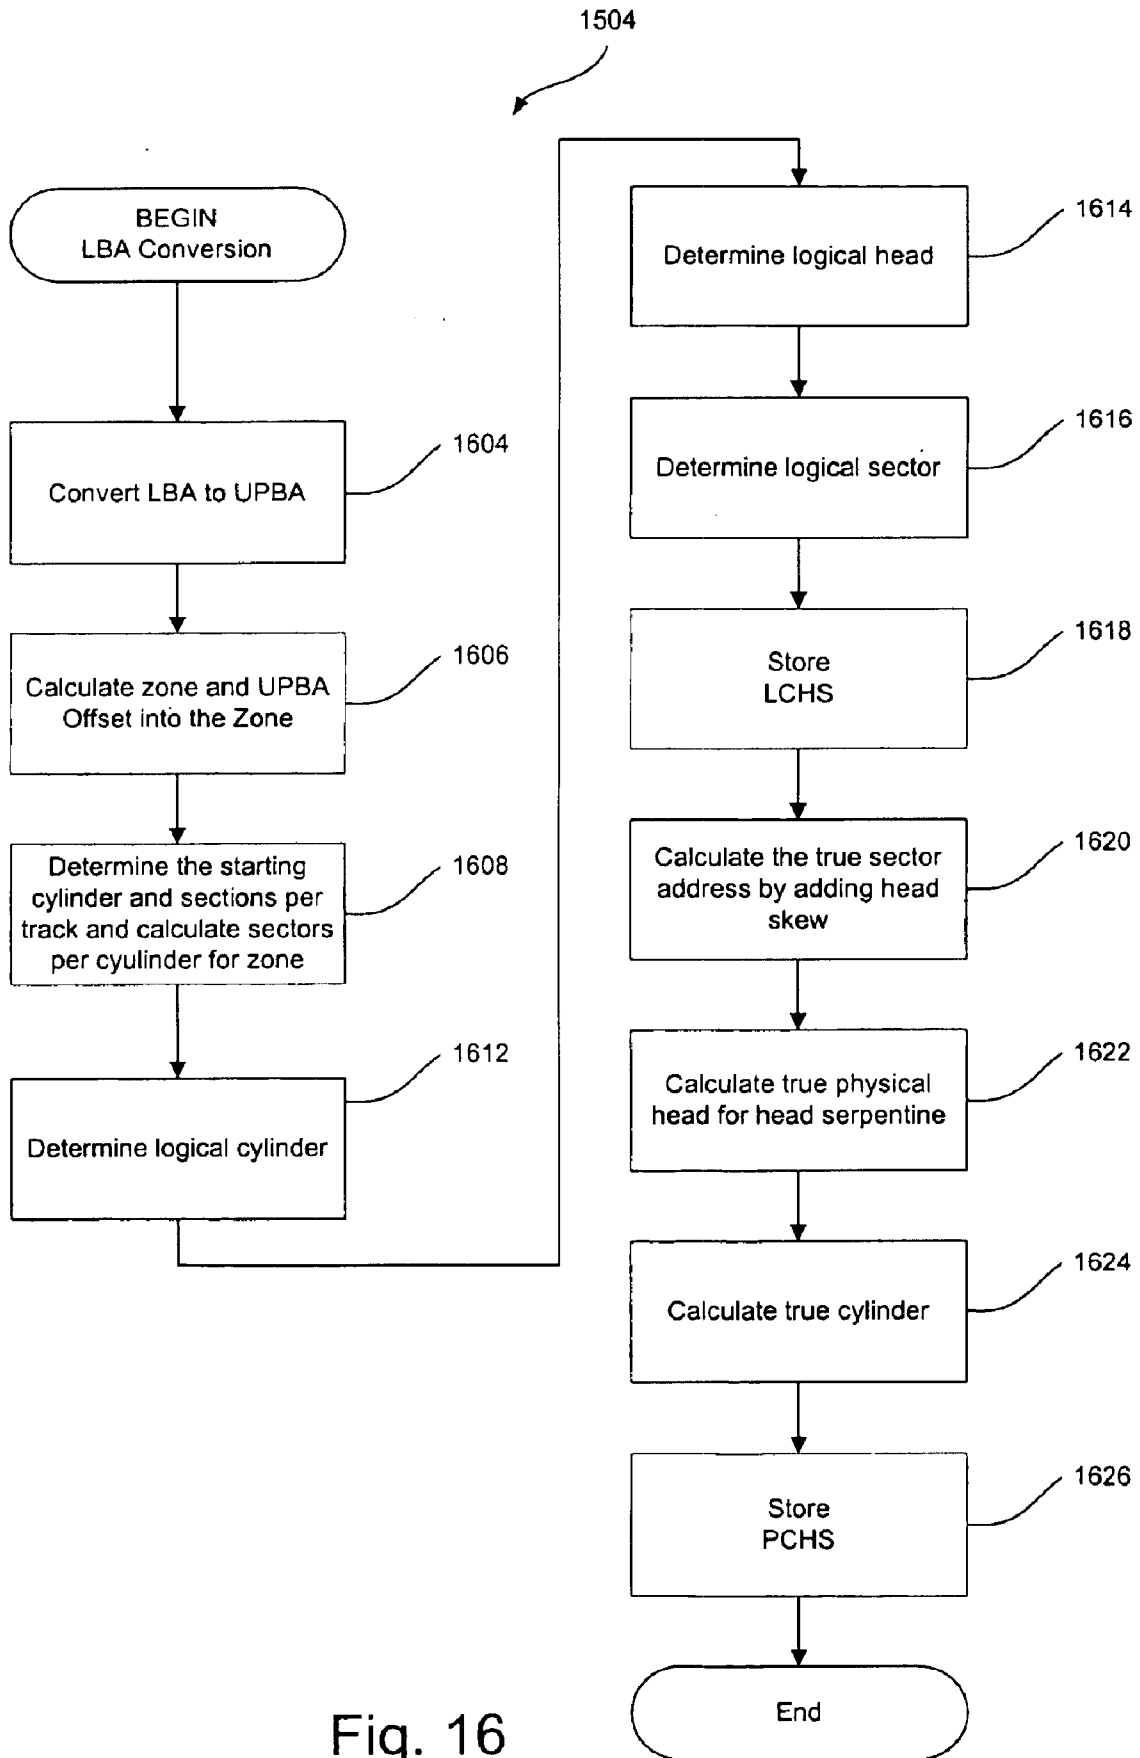 1504
BEGIN
LBA Conversion
Convert LBA to UPBA
1604
Calculate zone and UPBA
Offset into the Zone
1606
Determine the starting
cylinder and sections per
track and calculate sectors
per cyulinder for zone
1608
Determine logical cylinder
1612
Determine logical head
1614
Determine logical sector
1616
Store
LCHS
1618
Calculate the true sector
address by adding head
skew
1620
Calculate true physical
head for head serpentine
1622
Calculate true cylinder
1624
Store
PCHS
1626
End
Fig. 16